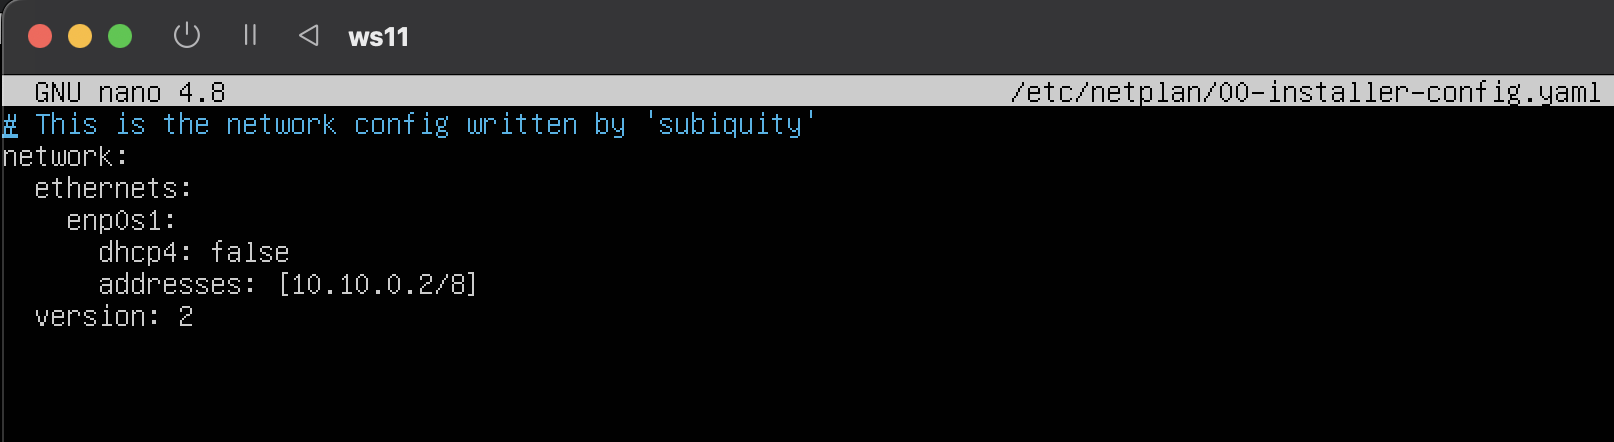 ws11
GNU nano 4.8 /etc/netplan/00-installer-config.yaml
# This is the network config written by 'subiquity'
network:
  ethernets:
    enp0s1:
      dhcp4: false
      addresses: [10.10.0.2/8]
  version: 2